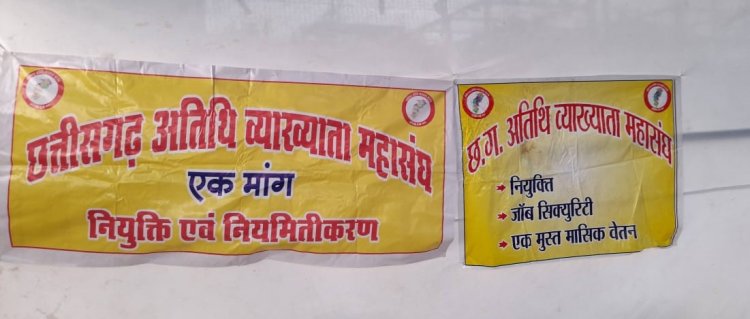 छत्तीसगढ़ अतिथि व्याख्याता महासंघ
एक मांग
नियुक्ति एवं नियमितीकरण
छ.ग. अतिथि व्याख्याता महासंघ
नियुक्ति
जॉब सिक्युरिटी
एक मुस्त मासिक वेतन